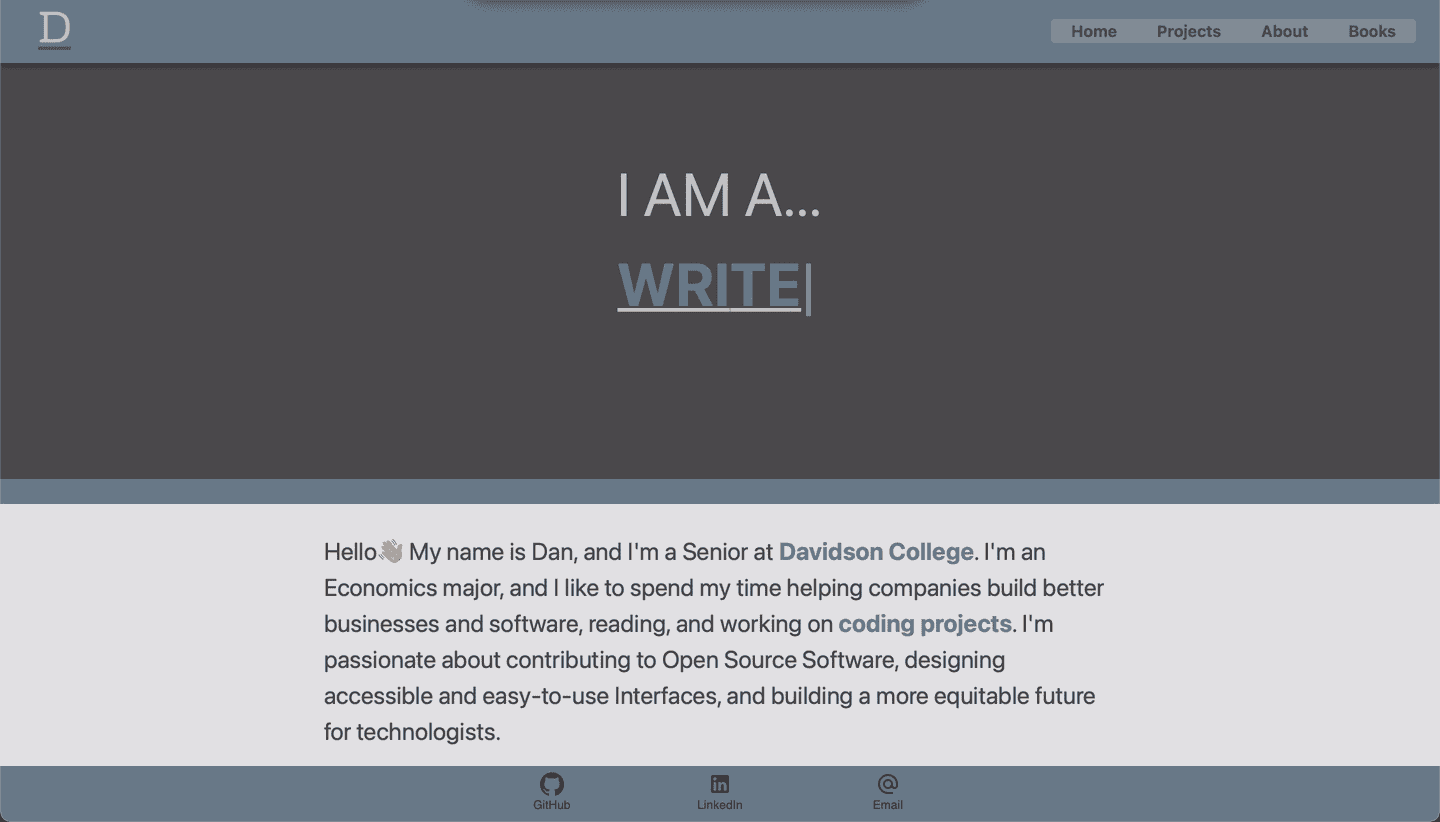 D
Home Projects About Books
I AM A...
WRITE
Hello👋 My name is Dan, and I'm a Senior at Davidson College. I'm an
Economics major, and I like to spend my time helping companies build better
businesses and software, reading, and working on coding projects. I'm
passionate about contributing to Open Source Software, designing
accessible and easy-to-use Interfaces, and building a more equitable future
for technologists.
GitHub LinkedIn Email